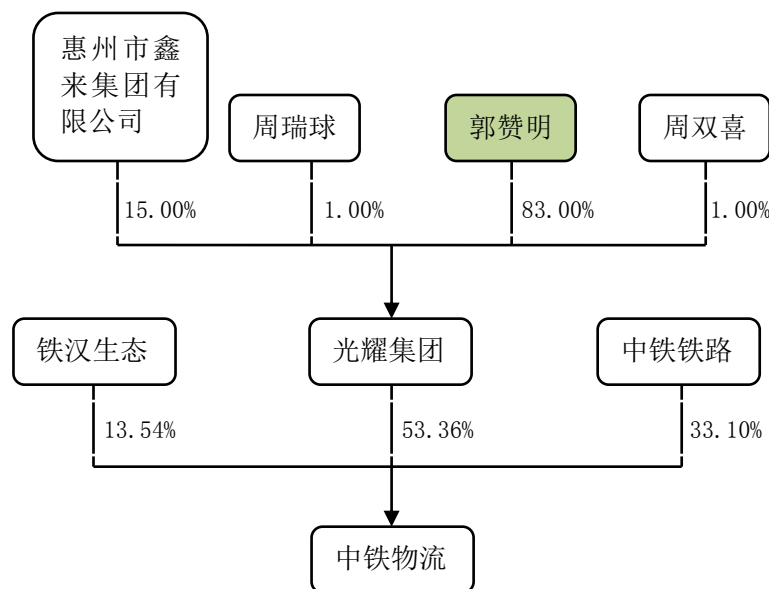 惠州市鑫
来集团有
限公司
周瑞球
郭赞明
周双喜
15.00%
1.00%
83.00%
1.00%
铁汉生态
光耀集团
中铁铁路
13.54%
53.36%
33.10%
中铁物流